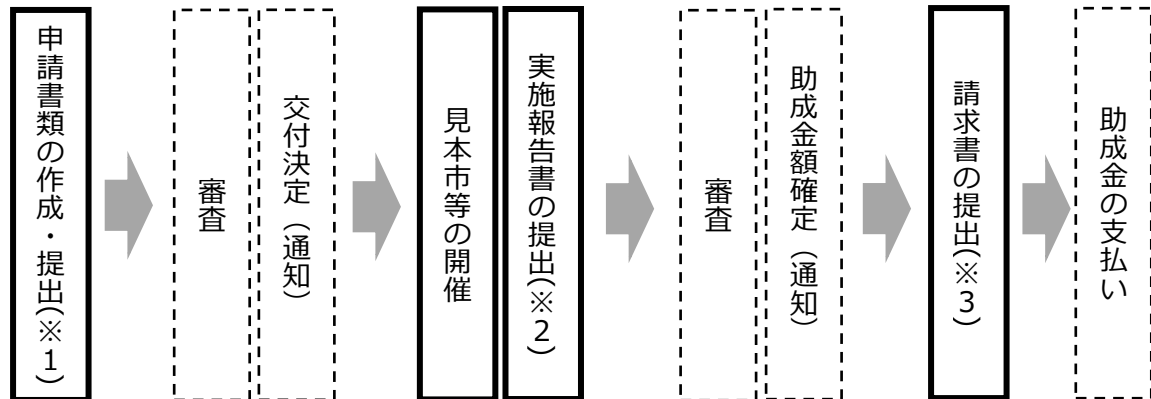 申請書類の作成・提出(※1)
審査
交付決定（通知）
見本市等の開催
実施報告書の提出(※2)
審査
助成金額確定（通知）
請求書の提出(※3)
助成金の支払い